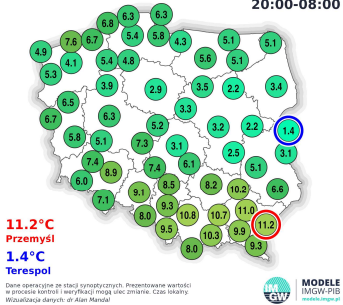 20:00-08:00
6.8 6.3 6.3
4.9 7.6 6.7 5.4 5.8 4.3 5.1 5.1
5.3 4.1 5.4 4.8 5.6 5.1
3.9 2.9 3.5 2.2 3.4
6.5 3.3
6.7 6.3 5.2 3.2 2.2 1.4
5.8 5.1 7.3 3.1 2.5 3.1
7.4 7.4 6.1 5.1
6.0 8.9 8.5 8.2 10.2 6.6
7.1 9.1 9.3
8.0 10.8 10.7 11.0
9.5 10.3 9.9 11.2
8.0 9.3
11.2°C
Przemyśl
1.4°C
Terespol
Dane operacyjne ze stacji synoptycznych. Prezentowane wartości
w procesie kontroli i weryfikacji mogą ulec zmianie. Czas lokalny.
Wizualizacja danych: dr Alan Mandal
IM
GW
MODELE
IMGW-PIB
modele.imgw.pl